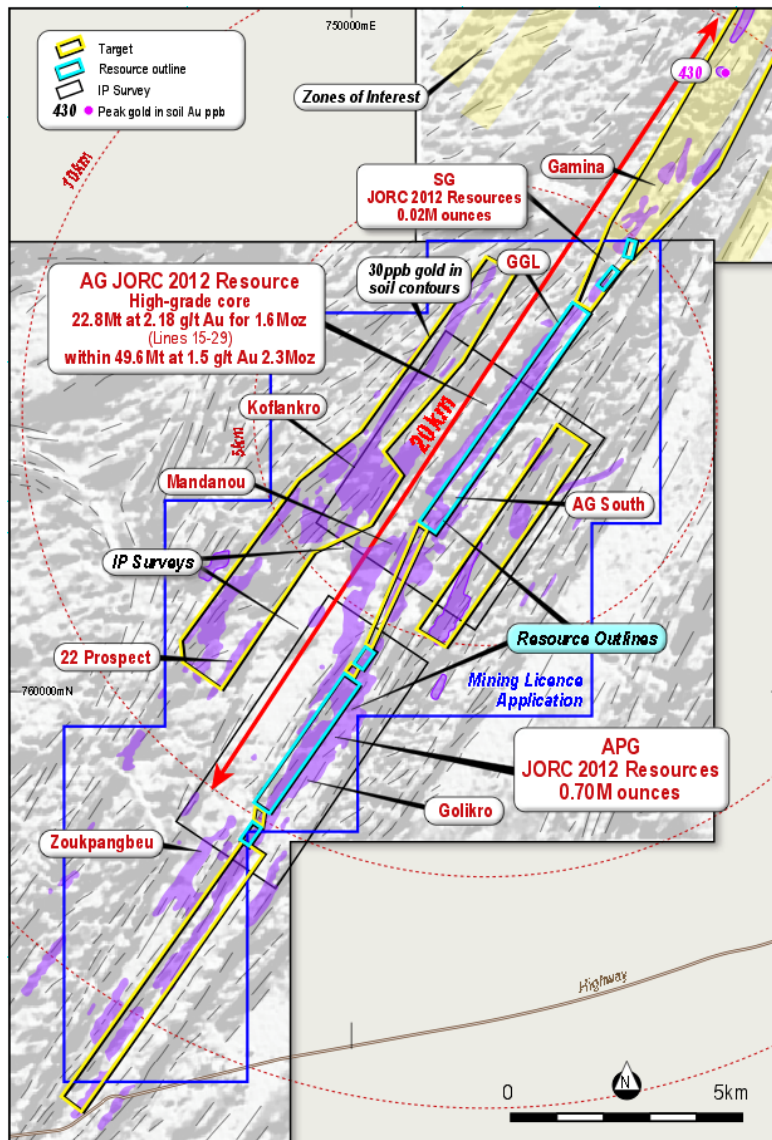 750000mE
Target
Resource outline
IP Survey
430 Peak gold in soil Au ppb
Zones of Interest
430
10km
Gamina
SG
JORC 2012 Resources
0.02M ounces
30ppb gold in
soil contours
GGL
AG JORC 2012 Resource
High-grade core
22.8Mt at 2.18 g/t Au for 1.6Moz
(Lines 15-29)
within 49.6Mt at 1.5 g/t Au 2.3Moz
Koflankro
5km
20km
Mandanou
AG South
IP Surveys
Resource Outlines
22 Prospect
760000mN
Mining Licence
Application
APG
JORC 2012 Resources
0.70M ounces
Golikro
Zoukpangbeu
Highway
N
0 5km